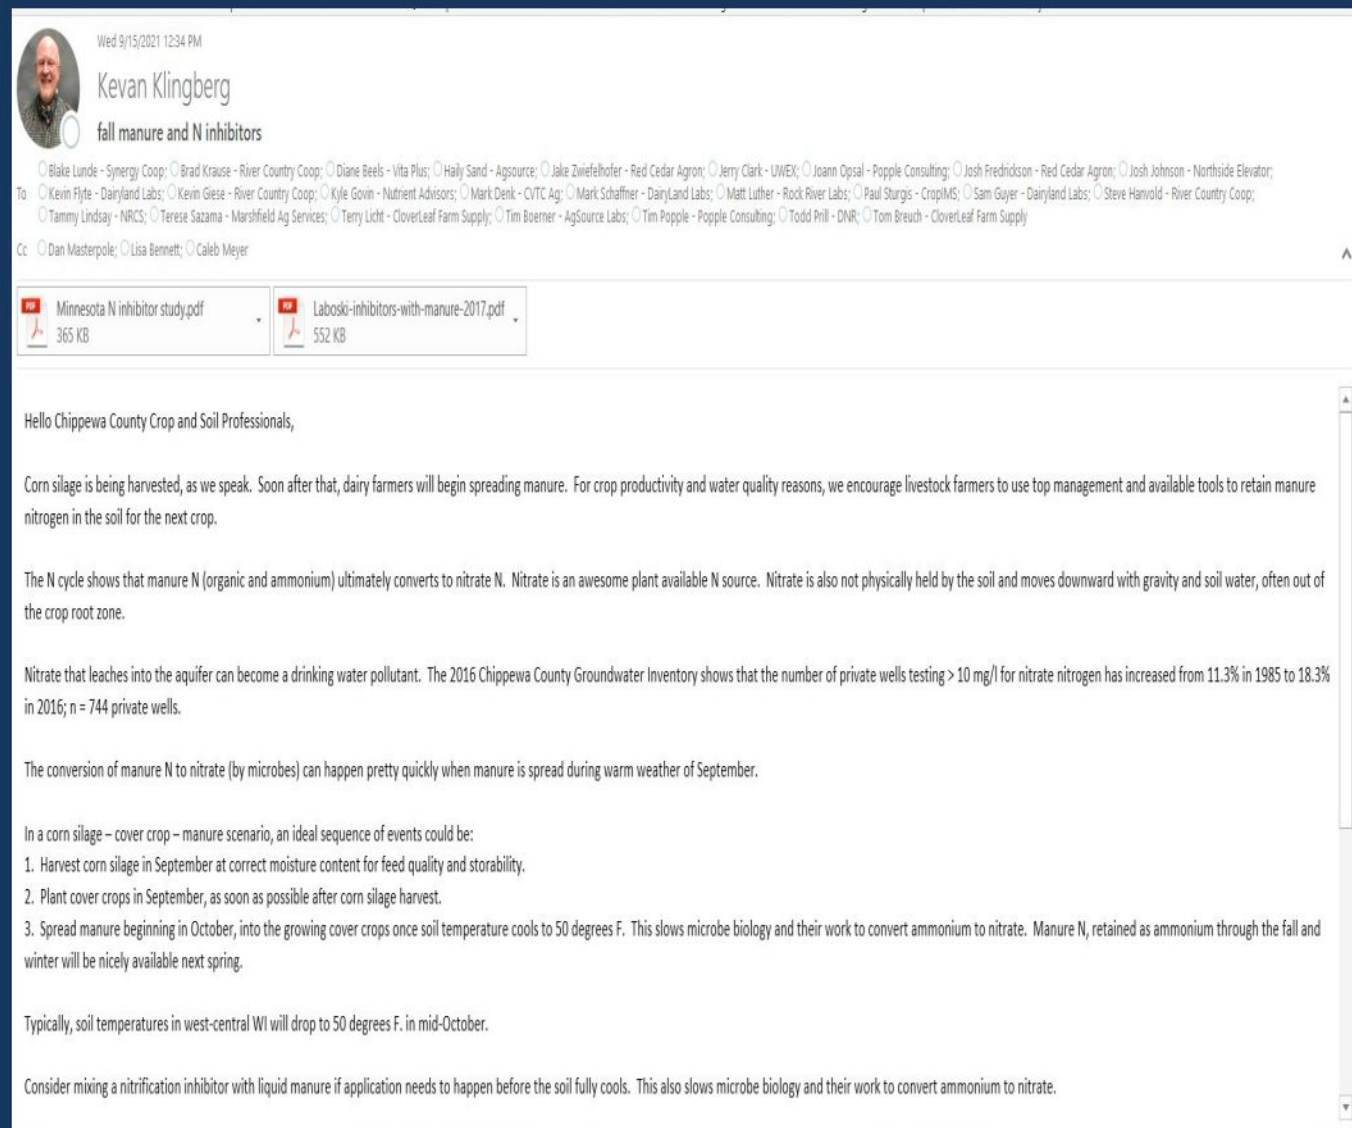 Wed 9/15/2021 12:34 PM
Kevan Klingberg
fall manure and N inhibitors
Blake Lunde - Synergy Coop; Brad Krause - River Country Coop; Diane Beels - Vita Plus; Haily Sand - Agsource; Jake Zwiefelhofer - Red Cedar Agron; Jerry Clark - UWEX; Joann Opsal - Popple Consulting; Josh Fredrickson - Red Cedar Agron; Josh Johnson - Northside Elevator;
To Kevin Flyte - Dairyland Labs; Kevin Giese - River Country Coop; Kyle Govin - Nutrient Advisors; Mark Denk - CVTC Ag; Mark Schaffner - DairyLand Labs; Matt Luther - Rock River Labs; Paul Sturgis - CropIMS; Sam Guyer - Dairyland Labs; Steve Hanvold - River Country Coop;
Tammy Lindsay - NRCS; Terese Sazama - Marshfield Ag Services; Terry Licht - CloverLeaf Farm Supply; Tim Boerner - AgSource Labs; Tim Popple - Popple Consulting; Todd Prill - DNR; Tom Breuch - CloverLeaf Farm Supply
Cc Dan Masterpole; Lisa Bennett; Caleb Meyer
PDF Minnesota N inhibitor study.pdf
365 KB
PDF Laboski-inhibitors-with-manure-2017.pdf
552 KB
Hello Chippewa County Crop and Soil Professionals,
Corn silage is being harvested, as we speak. Soon after that, dairy farmers will begin spreading manure. For crop productivity and water quality reasons, we encourage livestock farmers to use top management and available tools to retain manure
nitrogen in the soil for the next crop.
The N cycle shows that manure N (organic and ammonium) ultimately converts to nitrate N. Nitrate is an awesome plant available N source. Nitrate is also not physically held by the soil and moves downward with gravity and soil water, often out of
the crop root zone.
Nitrate that leaches into the aquifer can become a drinking water pollutant. The 2016 Chippewa County Groundwater Inventory shows that the number of private wells testing > 10 mg/l for nitrate nitrogen has increased from 11.3% in 1985 to 18.3%
in 2016; n = 744 private wells.
The conversion of manure N to nitrate (by microbes) can happen pretty quickly when manure is spread during warm weather of September.
In a corn silage – cover crop – manure scenario, an ideal sequence of events could be:
1. Harvest corn silage in September at correct moisture content for feed quality and storability.
2. Plant cover crops in September, as soon as possible after corn silage harvest.
3. Spread manure beginning in October, into the growing cover crops once soil temperature cools to 50 degrees F. This slows microbe biology and their work to convert ammonium to nitrate. Manure N, retained as ammonium through the fall and
winter will be nicely available next spring.
Typically, soil temperatures in west-central WI will drop to 50 degrees F. in mid-October.
Consider mixing a nitrification inhibitor with liquid manure if application needs to happen before the soil fully cools. This also slows microbe biology and their work to convert ammonium to nitrate.